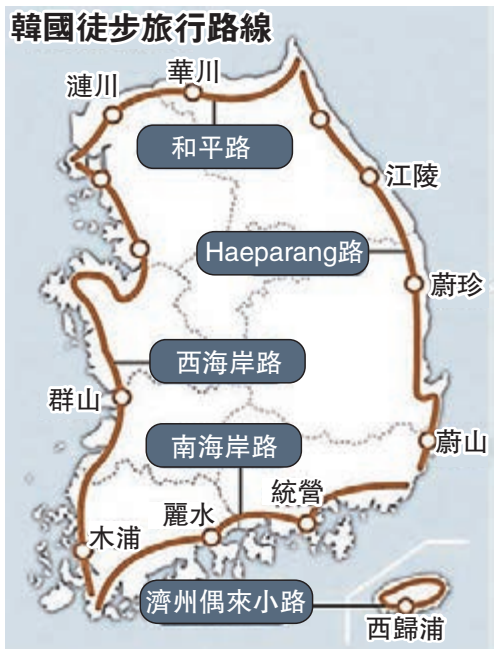 韓國徒步旅行路線
華川
漣川
和平路
江陵
Haeparang路
蔚珍
西海岸路
群山
南海岸路
蔚山
統營
麗水
木浦
濟州偶來小路
西歸浦